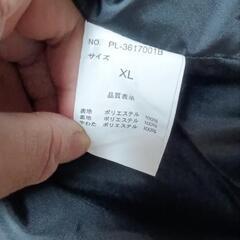 NO. PL-3617001B
サイズ
XL
品質表示
表地 ポリエステル 100%
裏地 ポリエステル 100%
中わた ポリエステル 100%